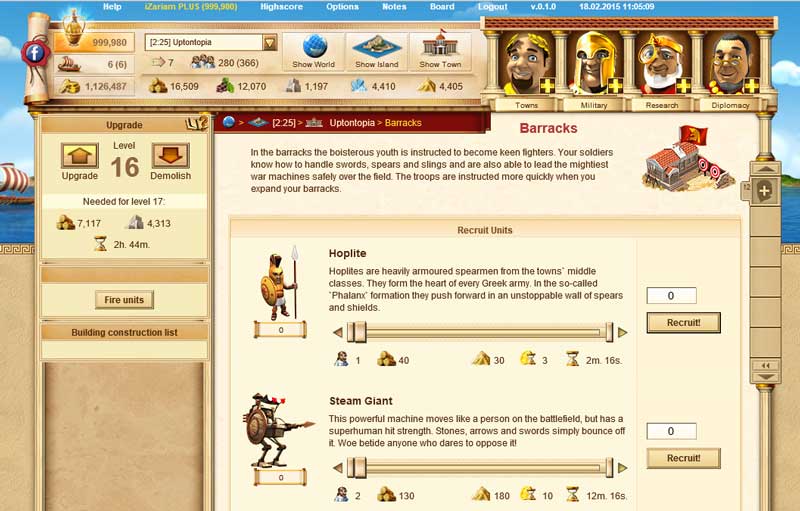 Help iZariam PLUS (999,980) Highscore Options Notes Board Logout v.0.1.0 18.02.2015 11:05:09
999,980
[2:25] Uptontopia
6 (6)
7 280 (366)
Show World Show Island Show Town
1,126,487 16,509 12,070 1,197 4,410 4,405
Towns Military Research Diplomacy
Upgrade
Level
16
Upgrade Demolish
Needed for level 17:
7,117 4,313
2h. 44m.
Fire units
Building construction list
> [2:25] > Uptontopia > Barracks
Barracks
In the barracks the boisterous youth is instructed to become keen fighters. Your soldiers
know how to handle swords, spears and slings and are also able to lead the mightiest
war machines safely over the field. The troops are instructed more quickly when you
expand your barracks.
12
Recruit Units
Hoplite
Hoplites are heavily armoured spearmen from the towns` middle
classes. They form the heart of every Greek army. In the so-called
`Phalanx` formation they push forward in an unstoppable wall of spears
and shields.
0
0
Recruit!
1 40 30 3 2m. 16s.
Steam Giant
This powerful machine moves like a person on the battlefield, but has a
superhuman hit strength. Stones, arrows and swords simply bounce off
it. Woe betide anyone who dares to oppose it!
0
0
Recruit!
2 130 180 10 12m. 16s.